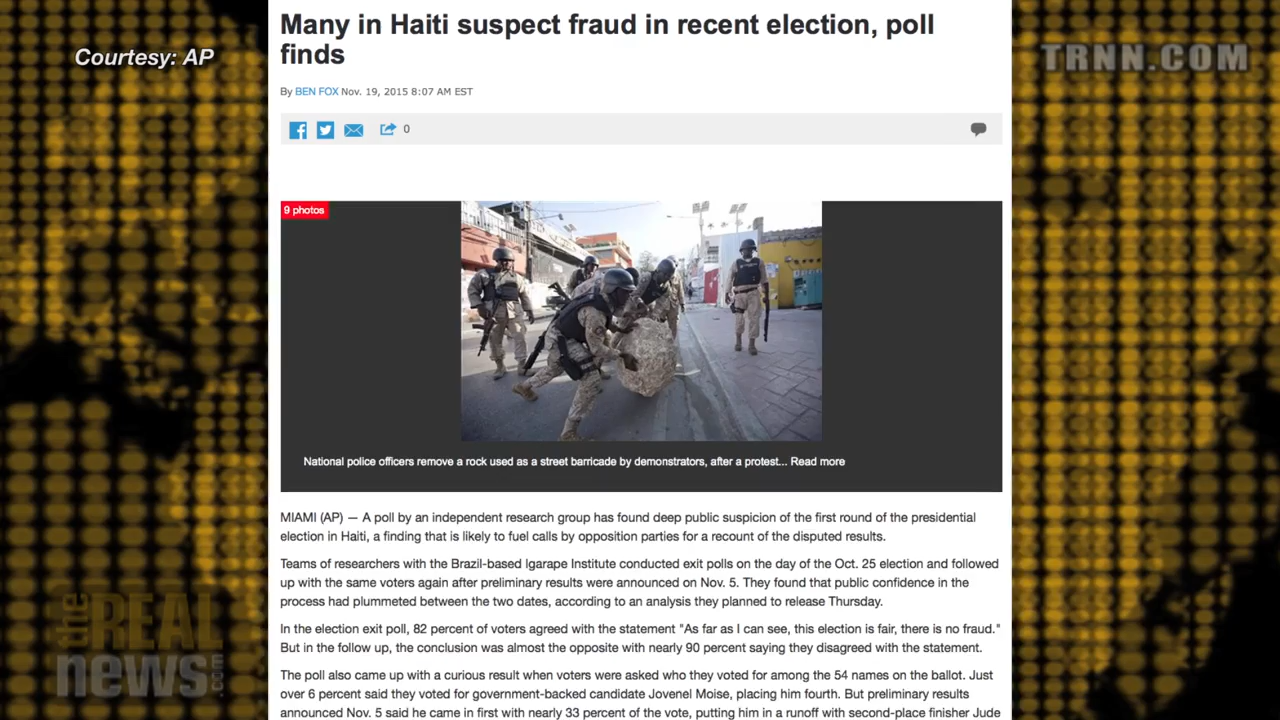 Many in Haiti suspect fraud in recent election, poll
finds
Courtesy: AP
TRNN.COM
By BEN FOX Nov. 19, 2015 8:07 AM EST
0
9 photos
National police officers remove a rock used as a street barricade by demonstrators, after a protest... Read more
MIAMI (AP) — A poll by an independent research group has found deep public suspicion of the first round of the presidential
election in Haiti, a finding that is likely to fuel calls by opposition parties for a recount of the disputed results.
Teams of researchers with the Brazil-based Igarape Institute conducted exit polls on the day of the Oct. 25 election and followed
up with the same voters again after preliminary results were announced on Nov. 5. They found that public confidence in the
process had plummeted between the two dates, according to an analysis they planned to release Thursday.
In the election exit poll, 82 percent of voters agreed with the statement "As far as I can see, this election is fair, there is no fraud."
But in the follow up, the conclusion was almost the opposite with nearly 90 percent saying they disagreed with the statement.
The poll also came up with a curious result when voters were asked who they voted for among the 54 names on the ballot. Just
over 6 percent said they voted for government-backed candidate Jovenel Moise, placing him fourth. But preliminary results
announced Nov. 5 said he came in first with nearly 33 percent of the vote, putting him in a runoff with second-place finisher Jude
the
REAL
news.com